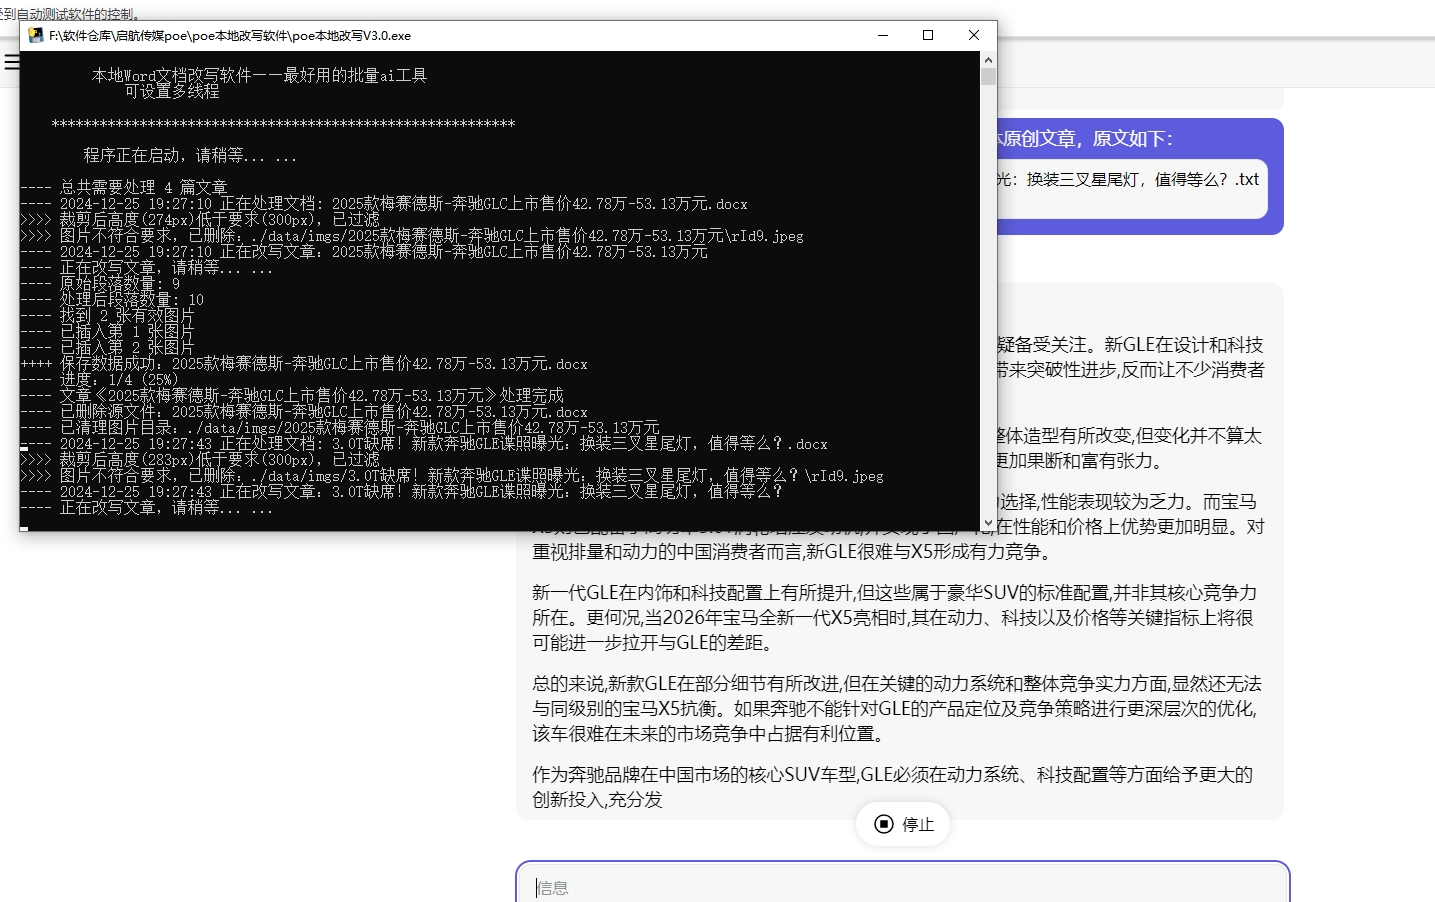 受到自动测试软件的控制。
F:\软件仓库\启航传媒poe\poe本地改写软件\poe本地改写V3.0.exe
本地Word文档改写软件——最好用的批量ai工具
可设置多线程
**********************************************************
程序正在启动，请稍等... ...
---- 总共需要处理 4 篇文章
---- 2024-12-25 19:27:10 正在处理文档: 2025款梅赛德斯-奔驰GLC上市售价42.78万-53.13万元.docx
>>>> 裁剪后高度(274px)低于要求(300px)，已过滤
>>>> 图片不符合要求，已删除: ./data/imgs/2025款梅赛德斯-奔驰GLC上市售价42.78万-53.13万元\rId9.jpeg
---- 2024-12-25 19:27:10 正在改写文章: 2025款梅赛德斯-奔驰GLC上市售价42.78万-53.13万元
---- 正在改写文章，请稍等... ...
---- 原始段落数量: 9
---- 处理后段落数量: 10
---- 找到 2 张有效图片
---- 已插入第 1 张图片
---- 已插入第 2 张图片
++++ 保存数据成功: 2025款梅赛德斯-奔驰GLC上市售价42.78万-53.13万元.docx
---- 进度: 1/4 (25%)
---- 文章《2025款梅赛德斯-奔驰GLC上市售价42.78万-53.13万元》处理完成
---- 已删除源文件: 2025款梅赛德斯-奔驰GLC上市售价42.78万-53.13万元.docx
---- 已清理图片目录: ./data/imgs/2025款梅赛德斯-奔驰GLC上市售价42.78万-53.13万元
---- 2024-12-25 19:27:43 正在处理文档: 3.0T缺席！新款奔驰GLE谍照曝光：换装三叉星尾灯，值得等么？.docx
>>>> 裁剪后高度(283px)低于要求(300px)，已过滤
>>>> 图片不符合要求，已删除: ./data/imgs/3.0T缺席！新款奔驰GLE谍照曝光：换装三叉星尾灯，值得等么？\rId9.jpeg
---- 2024-12-25 19:27:43 正在改写文章: 3.0T缺席！新款奔驰GLE谍照曝光：换装三叉星尾灯，值得等么？
---- 正在改写文章，请稍等... ...
原创文章，原文如下：
光：换装三叉星尾灯，值得等么？.txt
疑备受关注。新GLE在设计和科技
带来突破性进步,反而让不少消费者
整体造型有所改变,但变化并不算太
更加果断和富有张力。
选择,性能表现较为乏力。而宝马
在性能和价格上优势更加明显。对
重视排量和动力的中国消费者而言,新GLE很难与X5形成有力竞争。
新一代GLE在内饰和科技配置上有所提升,但这些属于豪华SUV的标准配置,并非其核心竞争力
所在。更何况,当2026年宝马全新一代X5亮相时,其在动力、科技以及价格等关键指标上将很
可能进一步拉开与GLE的差距。
总的来说,新款GLE在部分细节有所改进,但在关键的动力系统和整体竞争实力方面,显然还无法
与同级别的宝马X5抗衡。如果奔驰不能针对GLE的产品定位及竞争策略进行更深层次的优化,
该车很难在未来的市场竞争中占据有利位置。
作为奔驰品牌在中国市场的核心SUV车型,GLE必须在动力系统、科技配置等方面给予更大的
创新投入,充分发
停止
信息